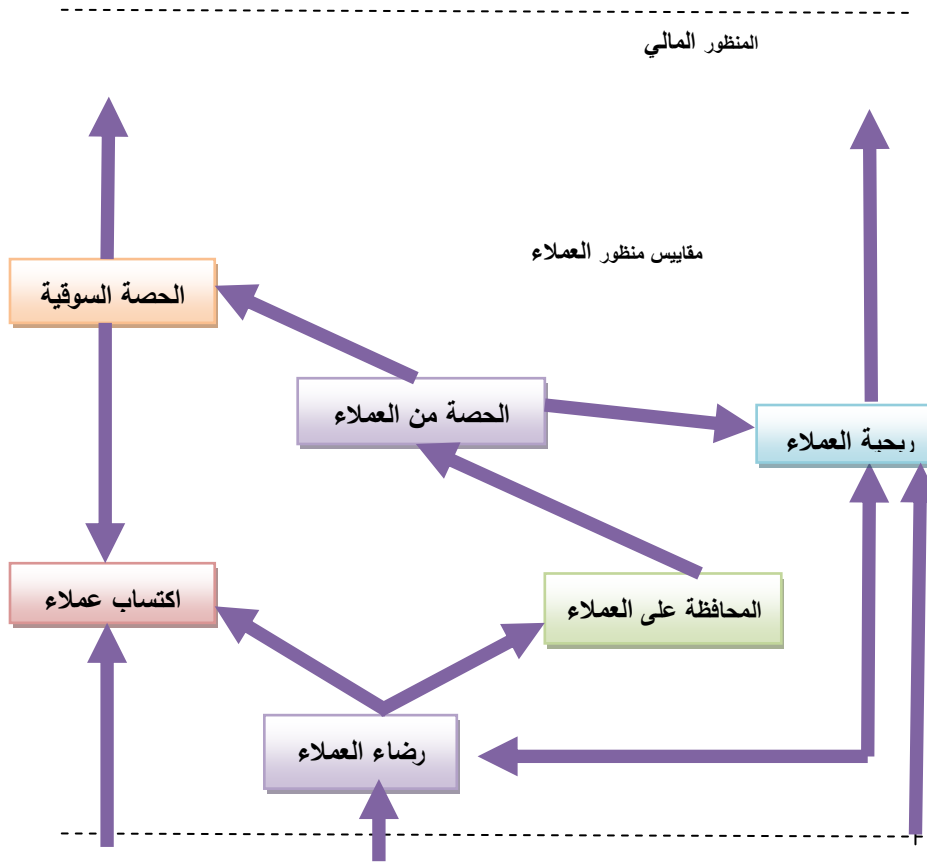 المنظور المالي
مقاييس منظور العملاء
الحصة السوقية
الحصة من العملاء
ربحية العملاء
اكتساب عملاء
المحافظة على العملاء
رضاء العملاء